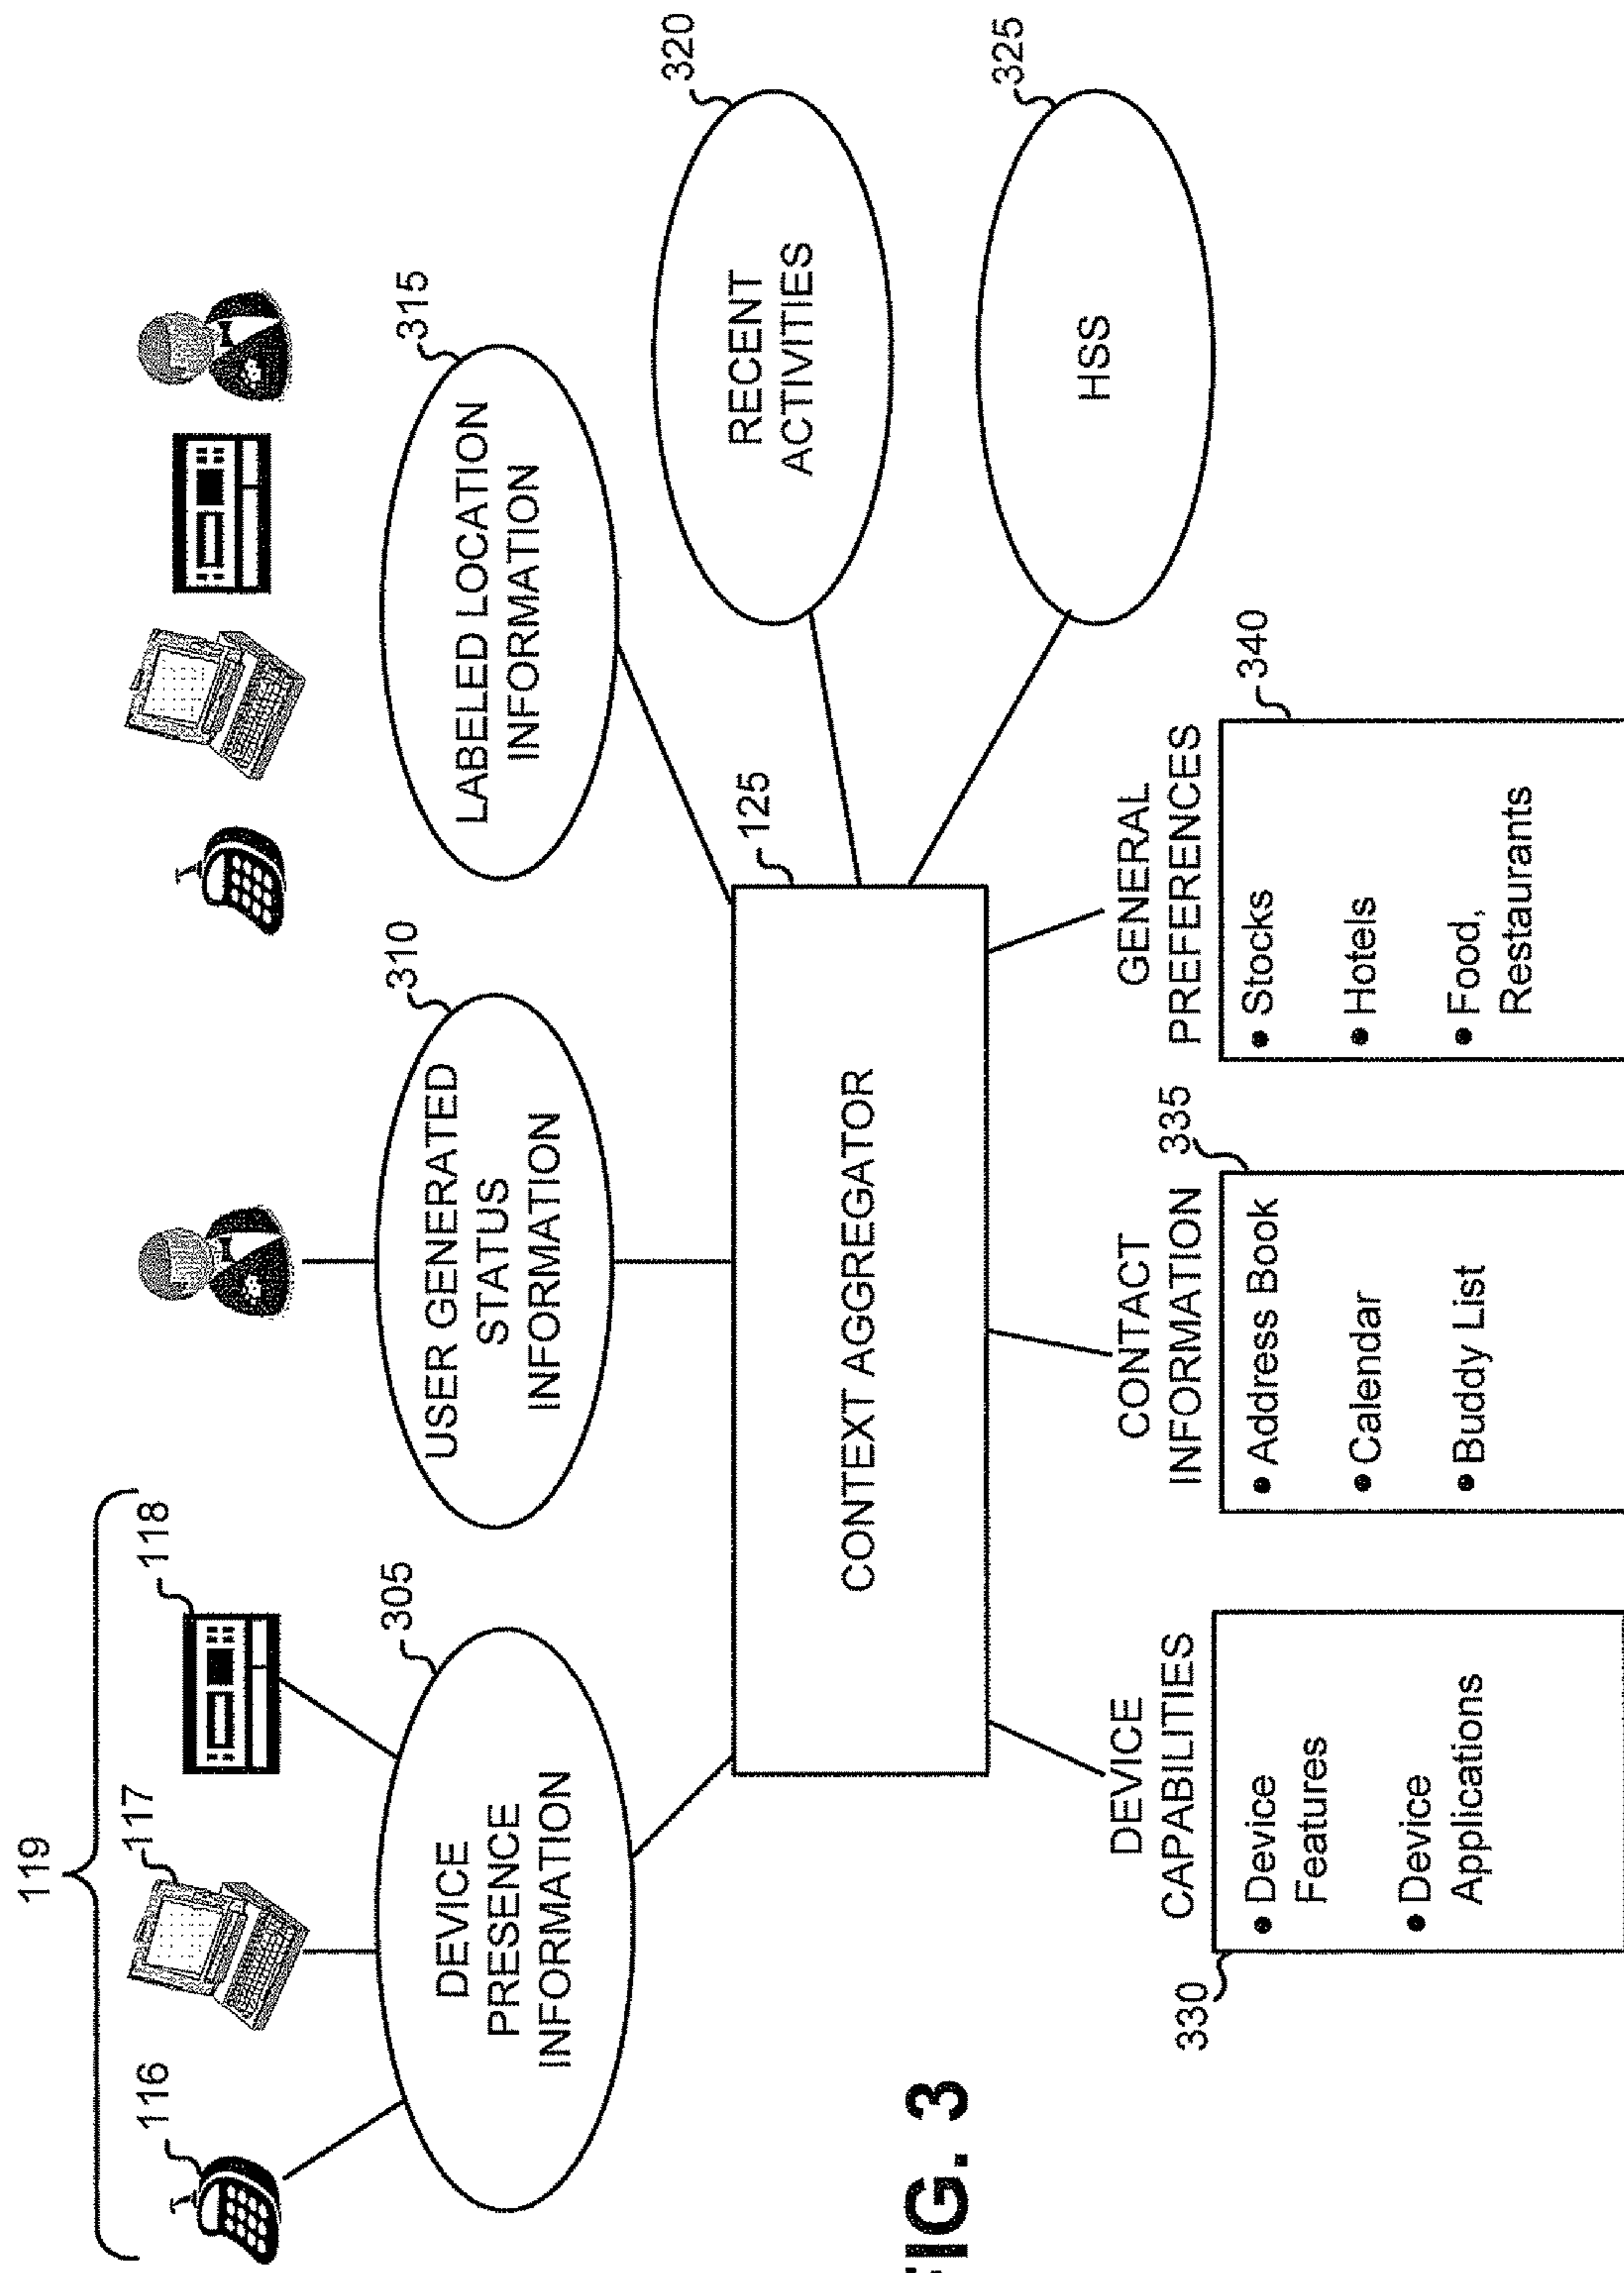 119
116
117
118
305
DEVICE
PRESENCE
INFORMATION
310
USER GENERATED
STATUS
INFORMATION
315
LABELED LOCATION
INFORMATION
320
RECENT
ACTIVITIES
325
HSS
125
CONTEXT AGGREGATOR
330
DEVICE
CAPABILITIES
• Device
Features
• Device
Applications
335
CONTACT
INFORMATION
• Address Book
• Calendar
• Buddy List
340
GENERAL
PREFERENCES
• Stocks
• Hotels
• Food,
Restaurants
FIG. 3